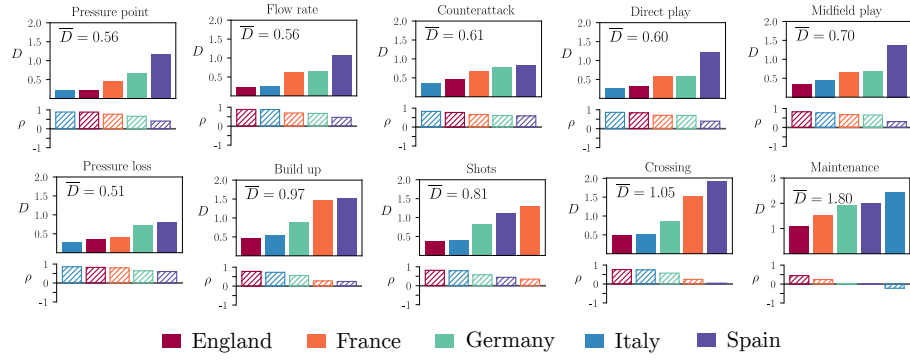 Pressure point
Flow rate
Counterattack
Direct play
Midfield play
D
2.0
1.5
1.0
0.5
D̅ = 0.56
2.0
1.5
1.0
0.5
D̅ = 0.56
2.0
1.5
1.0
0.5
D̅ = 0.61
2.0
1.5
1.0
0.5
D̅ = 0.60
2.0
1.5
1.0
0.5
D̅ = 0.70
ρ
1
0
-1
ρ
1
0
-1
ρ
1
0
-1
ρ
1
0
-1
ρ
1
0
-1
Pressure loss
Build up
Shots
Crossing
Maintenance
D
2.0
1.5
1.0
0.5
D̅ = 0.51
D
2.0
1.5
1.0
0.5
D̅ = 0.97
D
2.0
1.5
1.0
0.5
D̅ = 0.81
D
2.0
1.5
1.0
0.5
D̅ = 1.05
D
3
2
1
D̅ = 1.80
ρ
1
0
-1
ρ
1
0
-1
ρ
1
0
-1
ρ
1
0
-1
ρ
1
0
-1
England
France
Germany
Italy
Spain